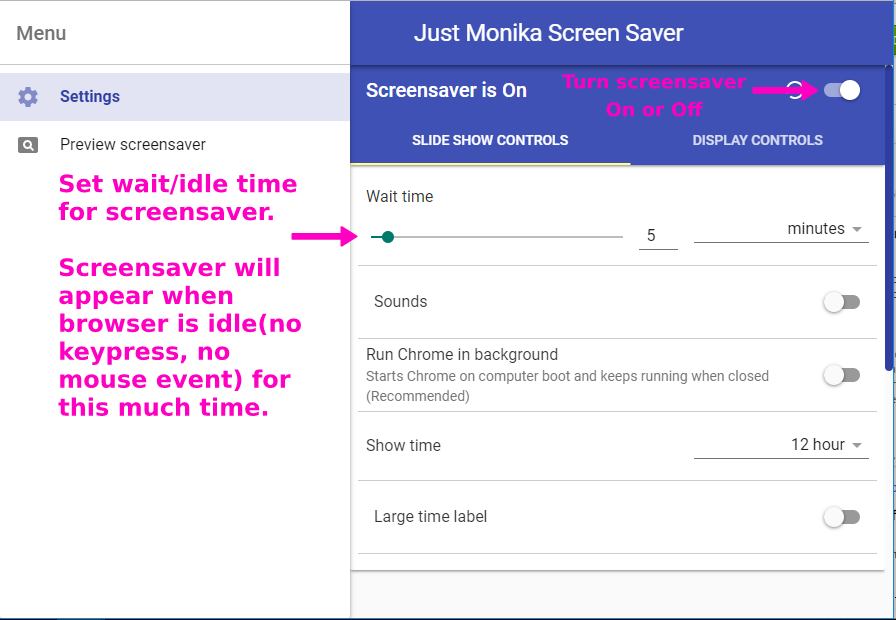 Menu
Just Monika Screen Saver
Settings
Screensaver is On
Turn screensaver
On or Off
Preview screensaver
SLIDE SHOW CONTROLS
DISPLAY CONTROLS
Set wait/idle time
for screensaver.
Screensaver will
appear when
browser is idle(no
keypress, no
mouse event) for
this much time.
Wait time
5
minutes
Sounds
Run Chrome in background
Starts Chrome on computer boot and keeps running when closed
(Recommended)
Show time
12 hour
Large time label